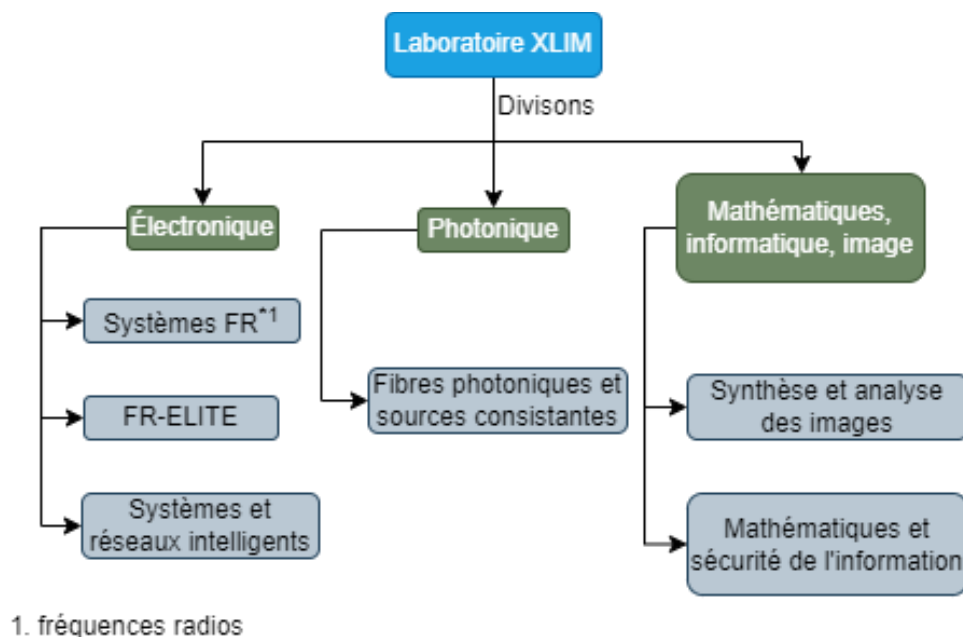 Laboratoire XLIM
Divisons
Électronique
Photonique
Mathématiques,
informatique, image
Systèmes FR*1
FR-ELITE
Systèmes et
réseaux intelligents
Fibres photoniques et
sources consistantes
Synthèse et analyse
des images
Mathématiques et
sécurité de l'information
1. fréquences radios